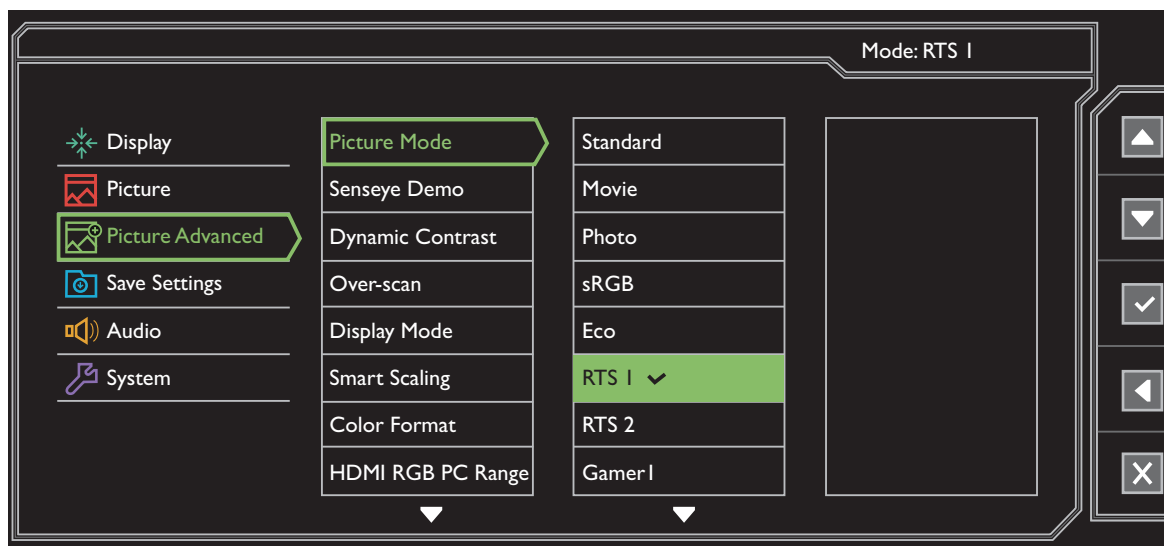 Mode: RTS 1
Display
Picture
Picture Advanced
Save Settings
Audio
System
Picture Mode
Senseye Demo
Dynamic Contrast
Over-scan
Display Mode
Smart Scaling
Color Format
HDMI RGB PC Range
Standard
Movie
Photo
sRGB
Eco
RTS 1
RTS 2
Gamer1